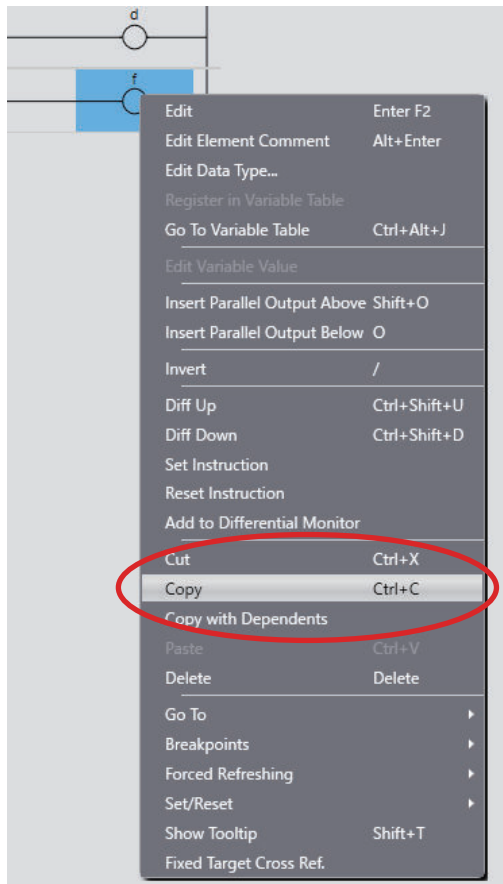 d
f
Edit Enter F2
Edit Element Comment Alt+Enter
Edit Data Type...
Register in Variable Table
Go To Variable Table Ctrl+Alt+J
Edit Variable Value
Insert Parallel Output Above Shift+O
Insert Parallel Output Below O
Invert /
Diff Up Ctrl+Shift+U
Diff Down Ctrl+Shift+D
Set Instruction
Reset Instruction
Add to Differential Monitor
Cut Ctrl+X
Copy Ctrl+C
Copy with Dependents
Paste Ctrl+V
Delete Delete
Go To
Breakpoints
Forced Refreshing
Set/Reset
Show Tooltip Shift+T
Fixed Target Cross Ref.